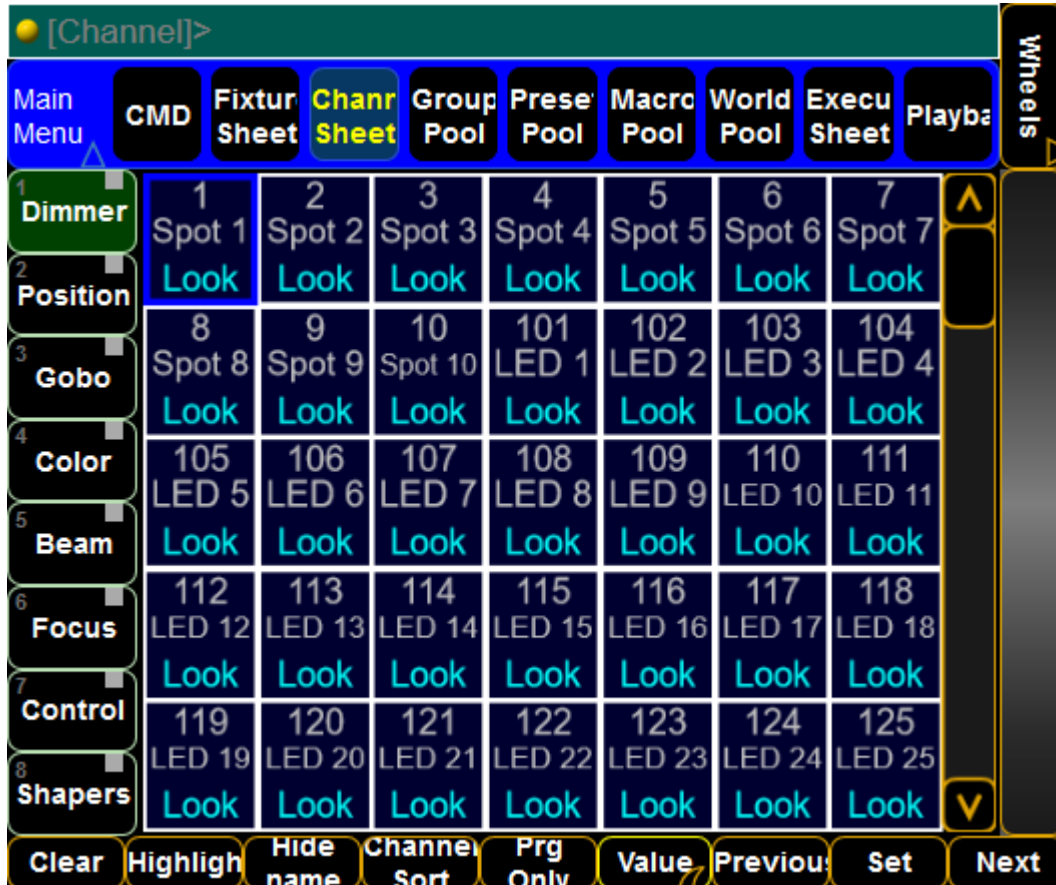 [Channel]>
Wheels
Main
Menu
CMD
Fixtur
Sheet
Chanr
Sheet
Group
Pool
Prese
Pool
Macro
Pool
World
Pool
Execu
Sheet
Playba
1
Dimmer
2
Position
3
Gobo
4
Color
5
Beam
6
Focus
7
Control
8
Shapers
1 2 3 4 5 6 7
Spot 1 Spot 2 Spot 3 Spot 4 Spot 5 Spot 6 Spot 7
Look Look Look Look Look Look Look
8 9 10 101 102 103 104
Spot 8 Spot 9 Spot 10 LED 1 LED 2 LED 3 LED 4
Look Look Look Look Look Look Look
105 106 107 108 109 110 111
LED 5 LED 6 LED 7 LED 8 LED 9 LED 10 LED 11
Look Look Look Look Look Look Look
112 113 114 115 116 117 118
LED 12 LED 13 LED 14 LED 15 LED 16 LED 17 LED 18
Look Look Look Look Look Look Look
119 120 121 122 123 124 125
LED 19 LED 20 LED 21 LED 22 LED 23 LED 24 LED 25
Look Look Look Look Look Look Look
Clear
Highligh
Hide
name
Channel
Sort
Prg
Only
Value
Previou
Set
Next